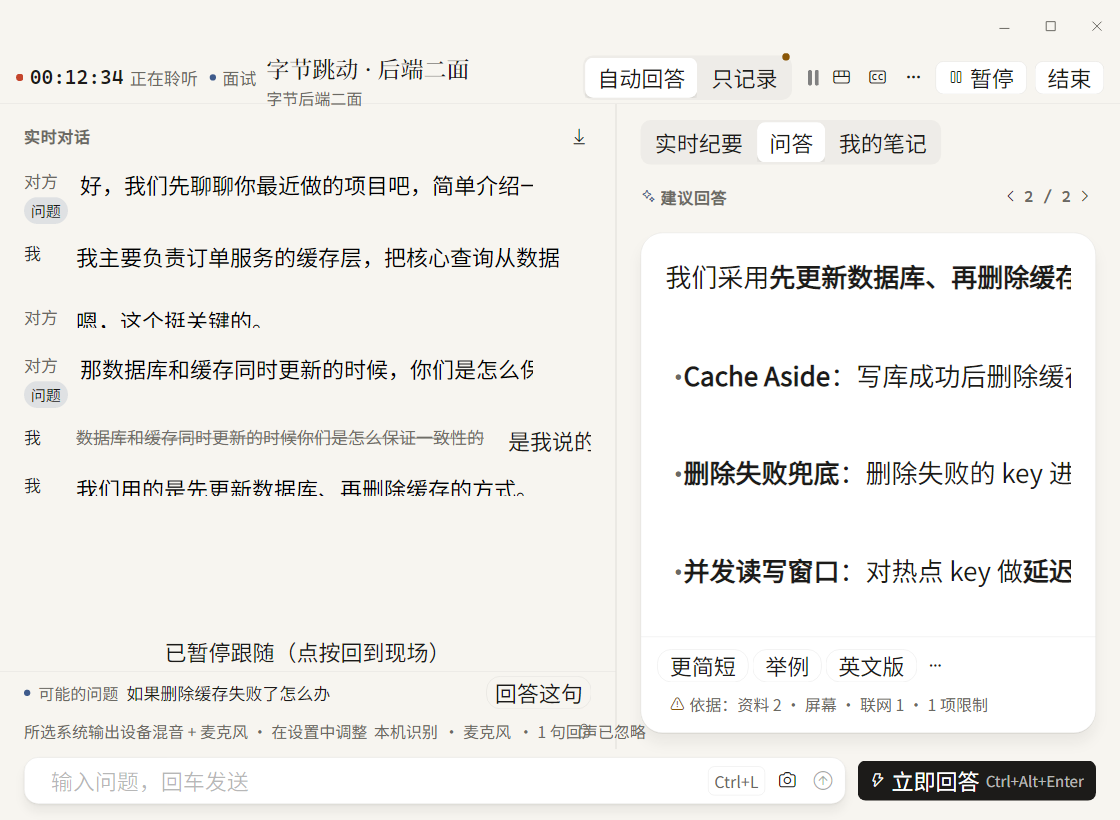 00:12:34 正在聆听 面试 字节跳动 · 后端二面
字节后端二面
自动回答 只记录 暂停 结束
实时对话
实时纪要 问答 我的笔记
建议回答 2 / 2
对方 好，我们先聊聊你最近做的项目吧，简单介绍一
问题
我 我主要负责订单服务的缓存层，把核心查询从数据
对方 嗯，这个挺关键的。
对方 那数据库和缓存同时更新的时候，你们是怎么
问题
我 数据库和缓存同时更新的时候你们是怎么保证一致性的 是我说的
我 我们用的是先更新数据库、再删除缓存的方式。
已暂停跟随（点按回到现场）
可能的问题 如果删除缓存失败了怎么办 回答这句
所选系统输出设备混音 + 麦克风 · 在设置中调整 本机识别 · 麦克风 · 1 句回声已忽略
我们采用先更新数据库、再删除缓存
•Cache Aside：写库成功后删除缓存
•删除失败兜底：删除失败的 key 进
•并发读写窗口：对热点 key 做延迟
更简短 举例 英文版 ···
依据：资料 2 · 屏幕 · 联网 1 · 1 项限制
输入问题，回车发送 Ctrl+L
立即回答 Ctrl+Alt+Enter